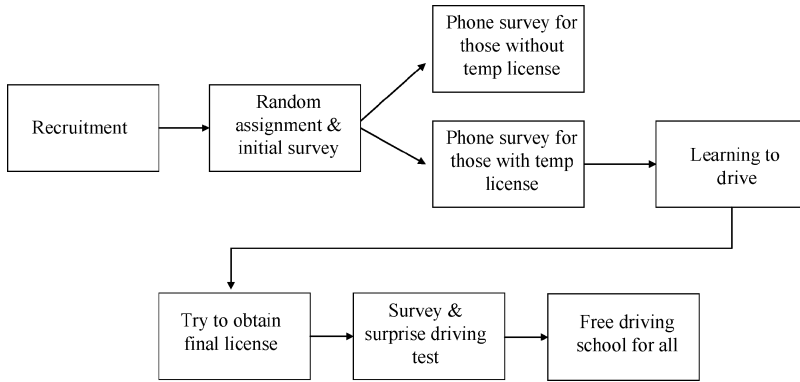 Phone survey for
those without
temp license
Recruitment
Random
assignment &
initial survey
Phone survey for
those with temp
license
Learning to
drive
Try to obtain
final license
Survey &
surprise driving
test
Free driving
school for all